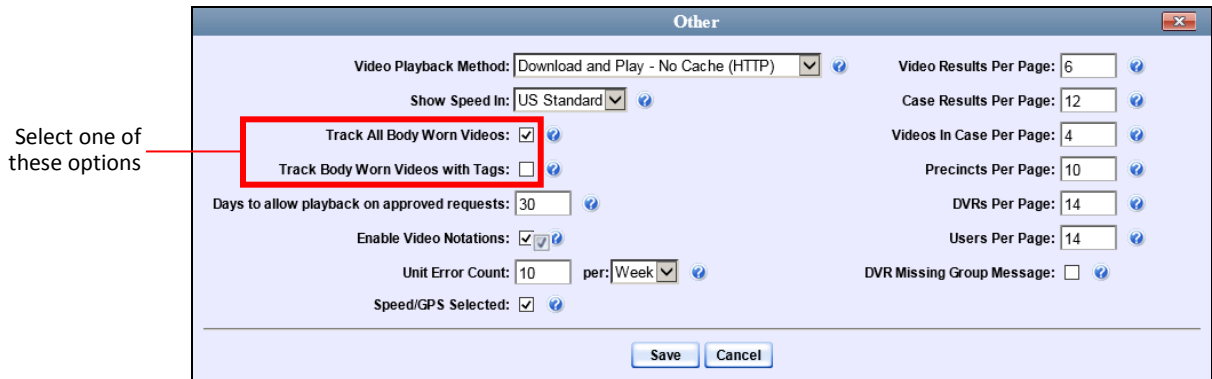 Other
Video Playback Method: Download and Play - No Cache (HTTP)
Video Results Per Page: 6
Show Speed In: US Standard
Case Results Per Page: 12
Select one of
these options
Track All Body Worn Videos:
Videos In Case Per Page: 4
Track Body Worn Videos with Tags:
Precincts Per Page: 10
Days to allow playback on approved requests: 30
DVRs Per Page: 14
Enable Video Notations:
Users Per Page: 14
Unit Error Count: 10 per: Week
DVR Missing Group Message:
Speed/GPS Selected:
Save Cancel